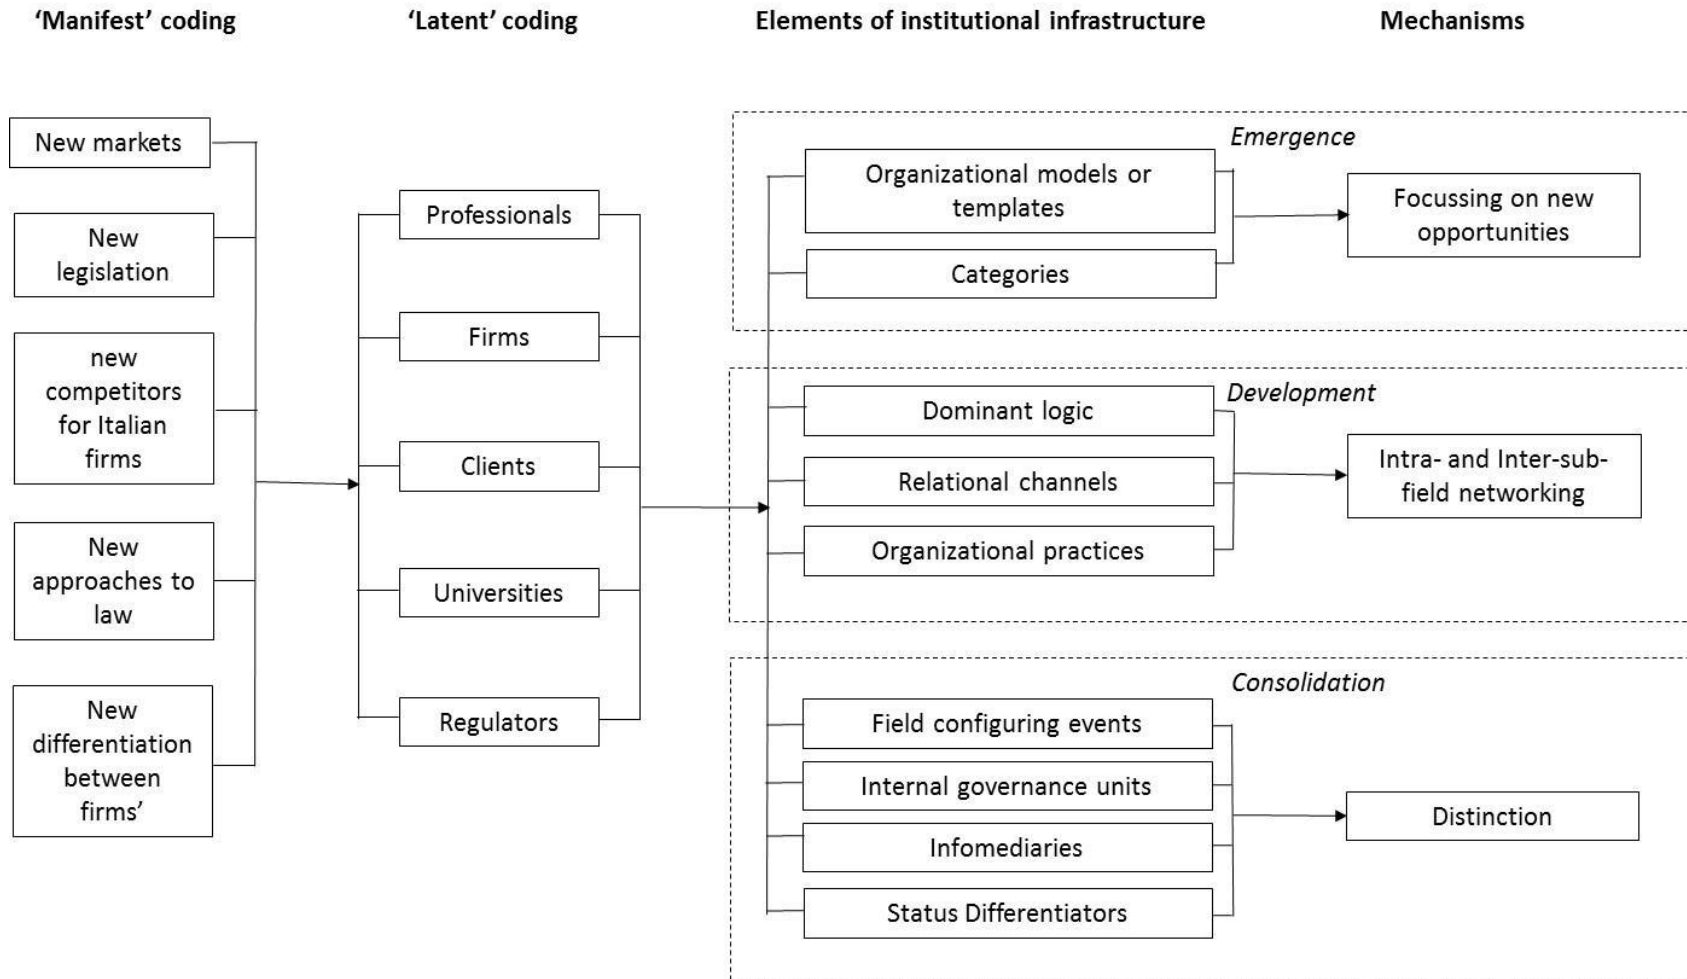 ‘Manifest’ coding
‘Latent’ coding
Elements of institutional infrastructure
Mechanisms
New markets
New
legislation
new
competitors
for Italian
firms
New
approaches to
law
New
differentiation
between
firms’
Professionals
Firms
Clients
Universities
Regulators
Emergence
Organizational models or
templates
Categories
Focussing on new
opportunities
Development
Dominant logic
Relational channels
Organizational practices
Intra- and Inter-sub-
field networking
Consolidation
Field configuring events
Internal governance units
Infomediaries
Status Differentiators
Distinction